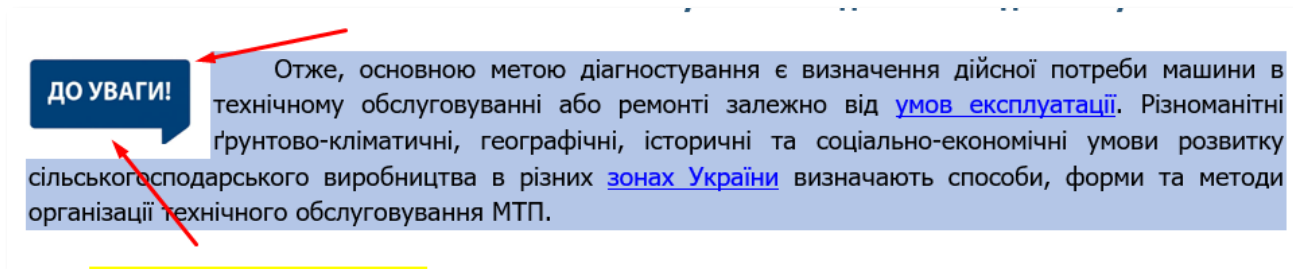 ДО УВАГИ!
Отже, основною метою діагностування є визначення дійсної потреби машини в
технічному обслуговуванні або ремонті залежно від умов експлуатації. Різноманітні
ґрунтово-кліматичні, географічні, історичні та соціально-економічні умови розвитку
сільськогосподарського виробництва в різних зонах України визначають способи, форми та методи
організації технічного обслуговування МТП.